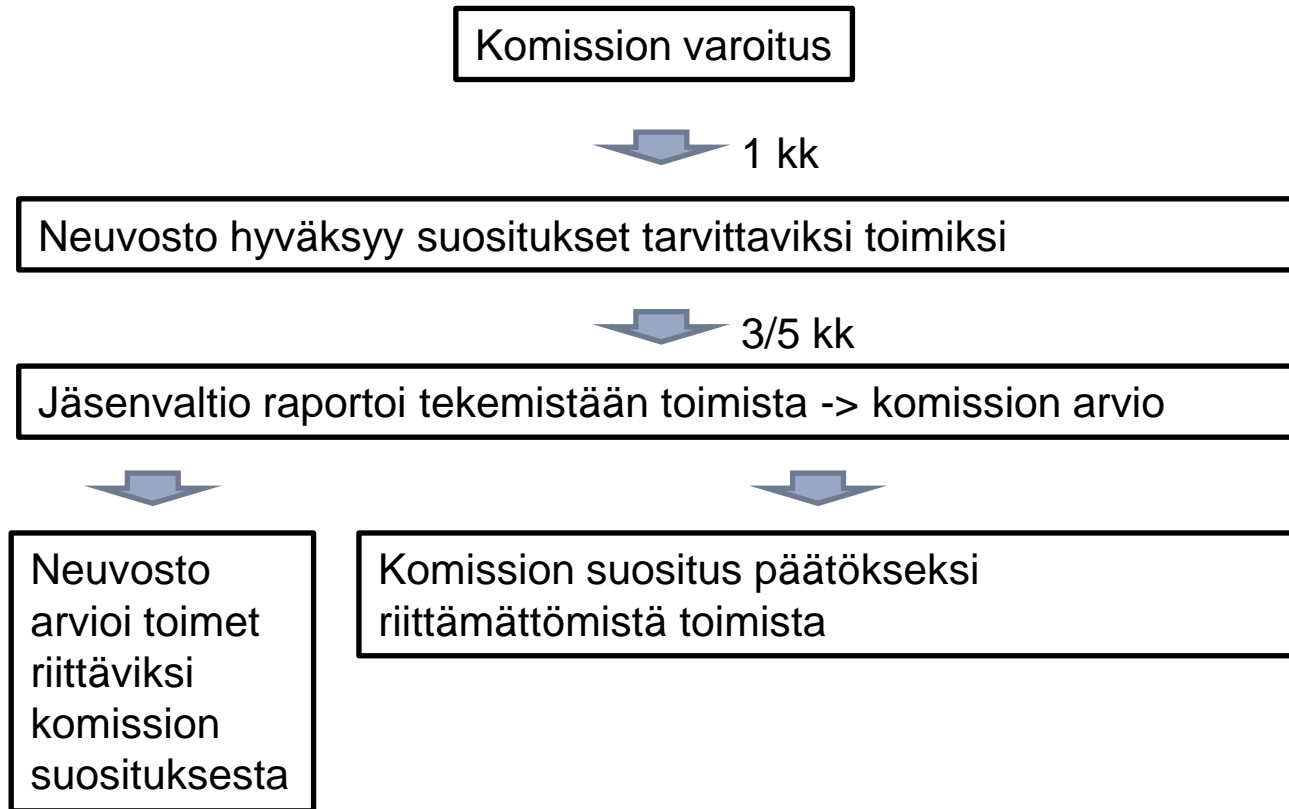 Komission varoitus
1 kk
Neuvosto hyväksyy suositukset tarvittaviksi toimiksi
3/5 kk
Jäsenvaltio raportoi tekemistään toimista -> komission arvio
Neuvosto
arvioi toimet
riittäviksi
komission
suosituksesta
Komission suositus päätökseksi
riittämättömistä toimista